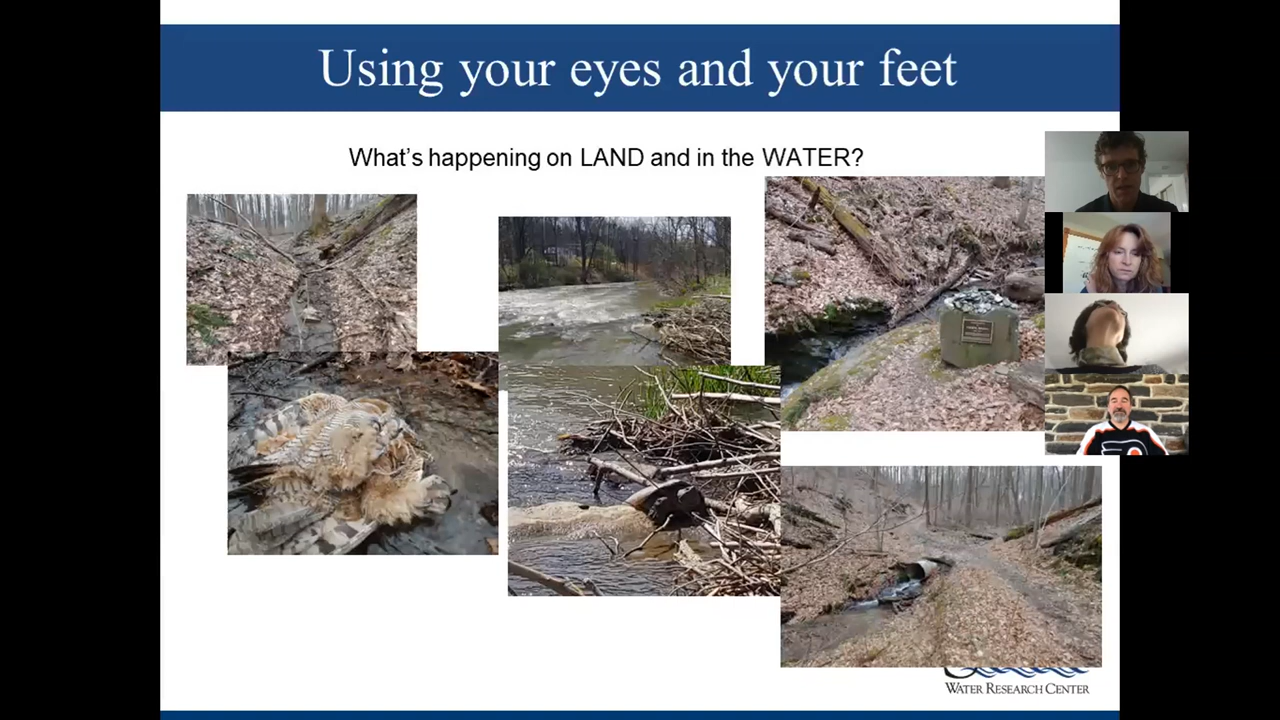 Using your eyes and your feet
What's happening on LAND and in the WATER?
WATER RESEARCH CENTER